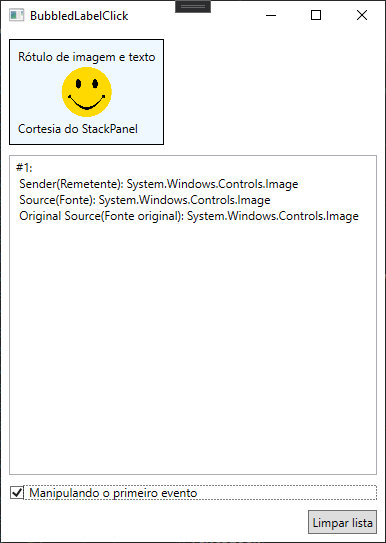 BubbledLabelClick
Rótulo de imagem e texto
Cortesia do StackPanel
#1:
Sender(Remetente): System.Windows.Controls.Image
Source(Fonte): System.Windows.Controls.Image
Original Source(Fonte original): System.Windows.Controls.Image
Manipulando o primeiro evento
Limpar lista